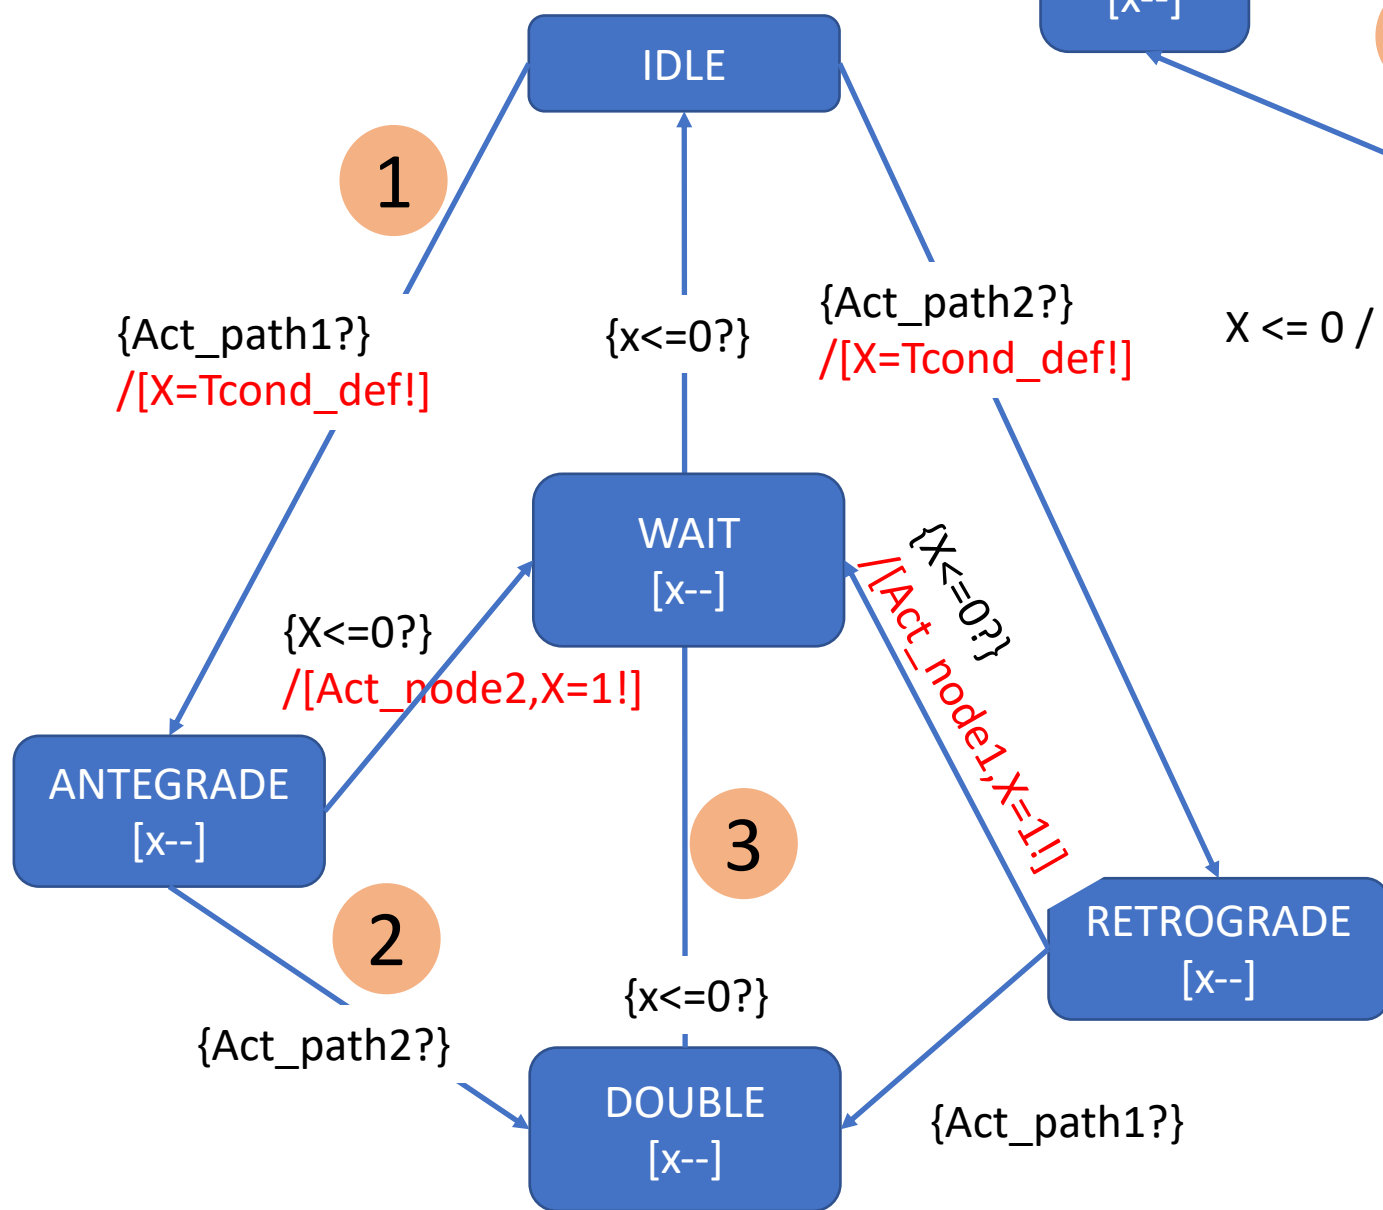 [x--]
IDLE
1
{Act_path1?}
/[X=Tcond_def!]
{x<=0?}
{Act_path2?}
/[X=Tcond_def!]
X <= 0 /
WAIT
[x--]
{X<=0?}
/[Act_node2,X=1!]
{X<=0?}
/[Act_node1,X=1!]
ANTEGRADE
[x--]
3
2
RETROGRADE
[x--]
{x<=0?}
{Act_path2?}
DOUBLE
[x--]
{Act_path1?}